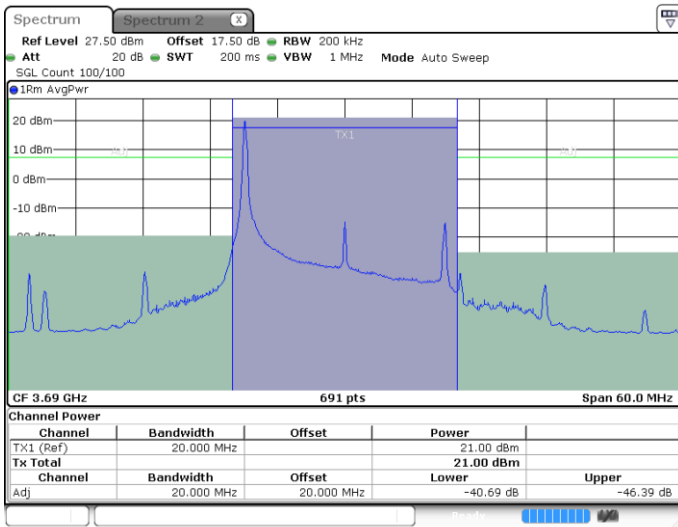 Spectrum Spectrum 2 X
Ref Level 27.50 dBm Offset 17.50 dB RBW 200 kHz
Att 20 dB SWT 200 ms VBW 1 MHz Mode Auto Sweep
SGL Count 100/100
1Rm AvgPwr
20 dBm
TX1
Adj Adj
10 dBm
0 dBm
-10 dBm
CF 3.69 GHz 691 pts Span 60.0 MHz
Channel Power
Channel Bandwidth Offset Power
TX1 (Ref) 20.000 MHz 21.00 dBm
Tx Total 21.00 dBm
Channel Bandwidth Offset Lower Upper
Adj 20.000 MHz 20.000 MHz -40.69 dB -46.39 dB
Ready